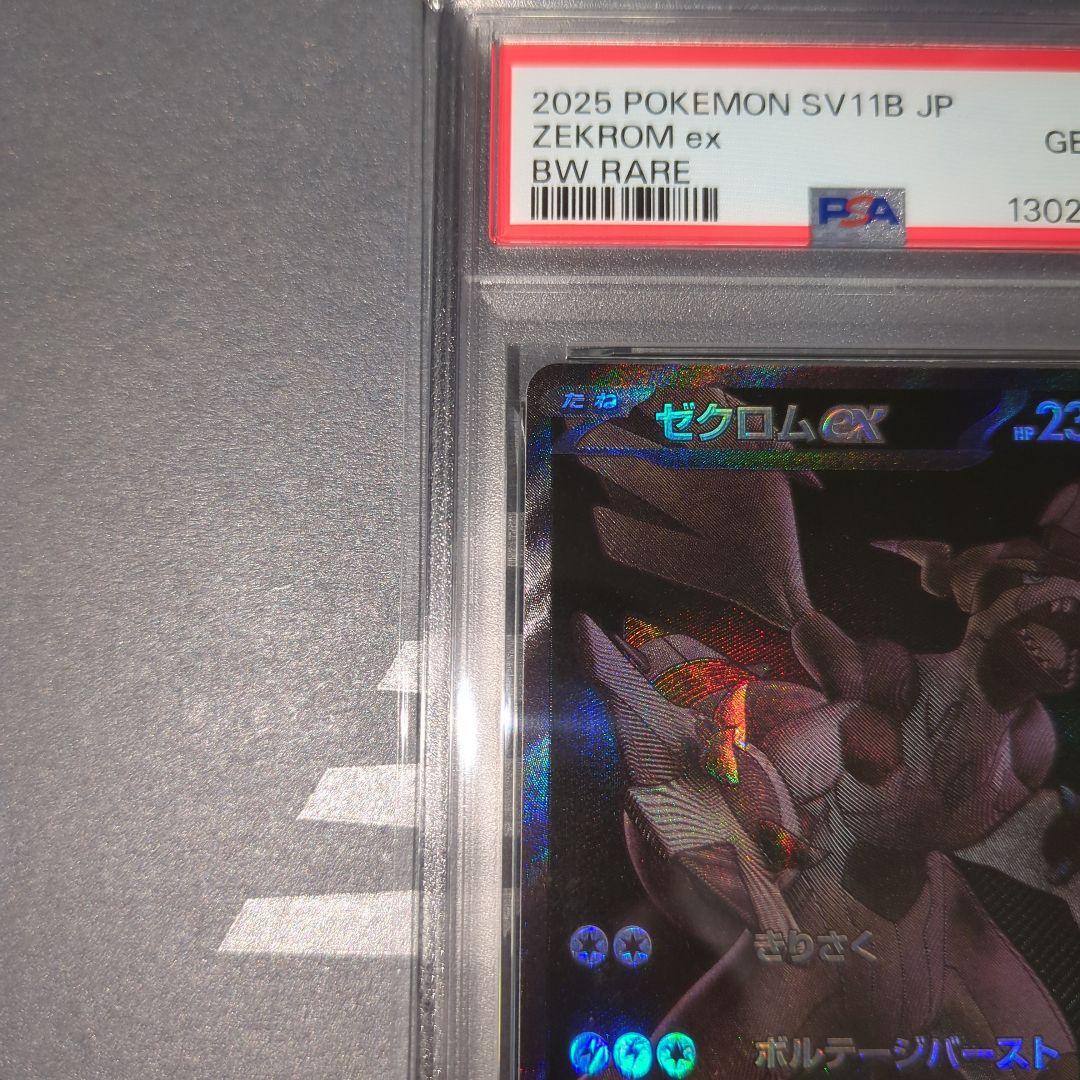 2025 POKEMON SV11B JP
ZEKROM ex
BW RARE
PSA
たね ゼクロムex HP
きりさく
ボルテージバースト